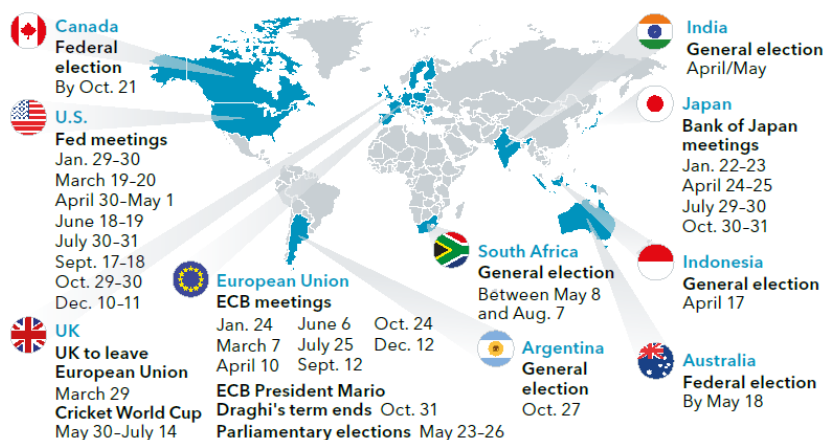 Canada
Federal
election
By Oct. 21
U.S.
Fed meetings
Jan. 29-30
March 19-20
April 30-May 1
June 18-19
July 30-31
Sept. 17-18
Oct. 29-30
Dec. 10-11
UK
UK to leave
European Union
March 29
Cricket World Cup
May 30-July 14
European Union
ECB meetings
Jan. 24 June 6 Oct. 24
March 7 July 25 Dec. 12
April 10 Sept. 12
ECB President Mario
Draghi's term ends Oct. 31
Parliamentary elections May 23-26
South Africa
General election
Between May 8
and Aug. 7
Argentina
General
election
Oct. 27
India
General election
April/May
Japan
Bank of Japan
meetings
Jan. 22-23
April 24-25
July 29-30
Oct. 30-31
Indonesia
General election
April 17
Australia
Federal election
By May 18